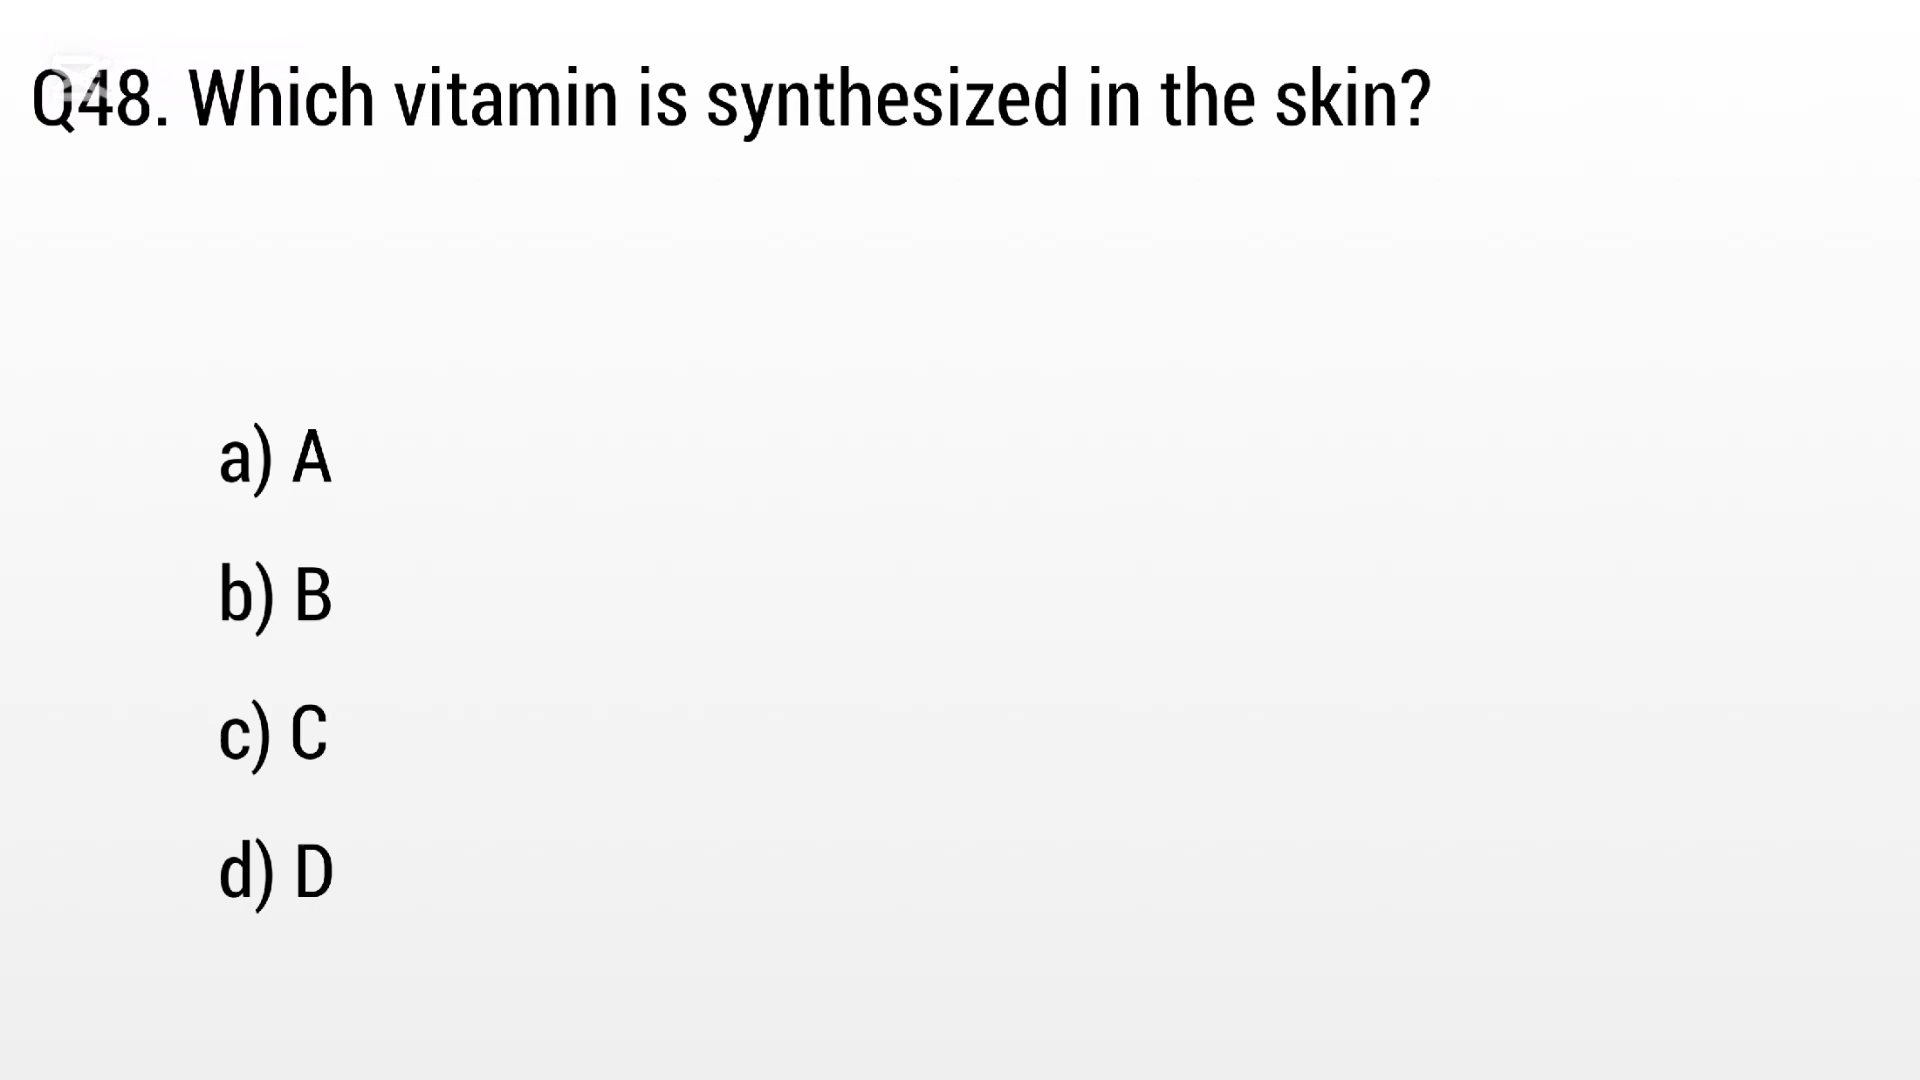 Q48. Which vitamin is synthesized in the skin?
a) A
b) B
c) C
d) D